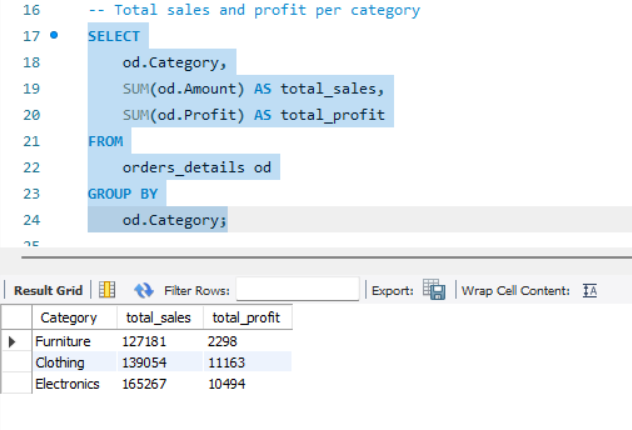 16 -- Total sales and profit per category
17 SELECT
18 od.Category,
19 SUM(od.Amount) AS total_sales,
20 SUM(od.Profit) AS total_profit
21 FROM
22 orders_details od
23 GROUP BY
24 od.Category;
25
Result Grid Filter Rows: Export: Wrap Cell Content: IA
Category total_sales total_profit
Furniture 127181 2298
Clothing 139054 11163
Electronics 165267 10494